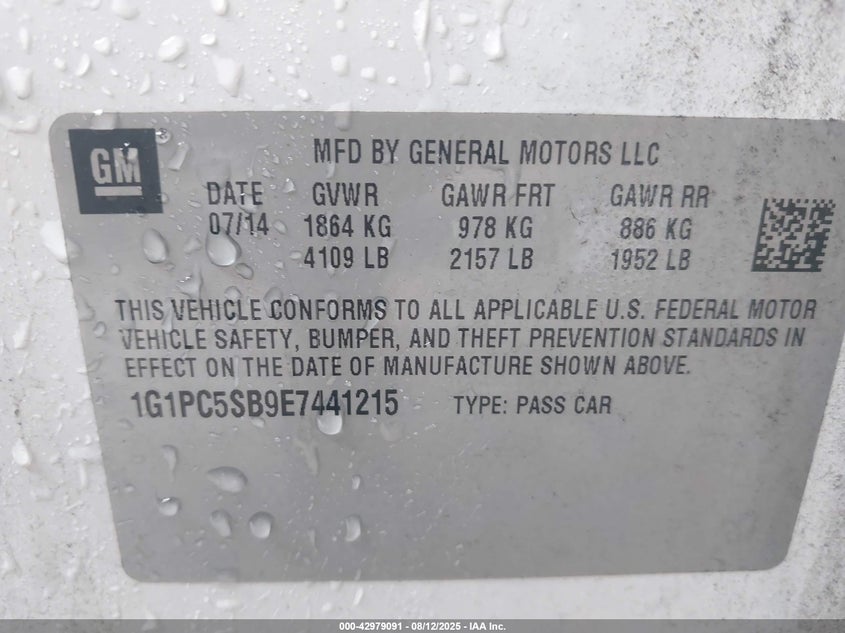 GM
MFD BY GENERAL MOTORS LLC
DATE GVWR GAWR FRT GAWR RR
07/14 1864 KG 978 KG 886 KG
4109 LB 2157 LB 1952 LB
THIS VEHICLE CONFORMS TO ALL APPLICABLE U.S. FEDERAL MOTOR
VEHICLE SAFETY, BUMPER, AND THEFT PREVENTION STANDARDS IN
EFFECT ON THE DATE OF MANUFACTURE SHOWN ABOVE.
1G1PC5SB9E7441215 TYPE: PASS CAR
000-42979091 - 08/12/2025 - IAA Inc.